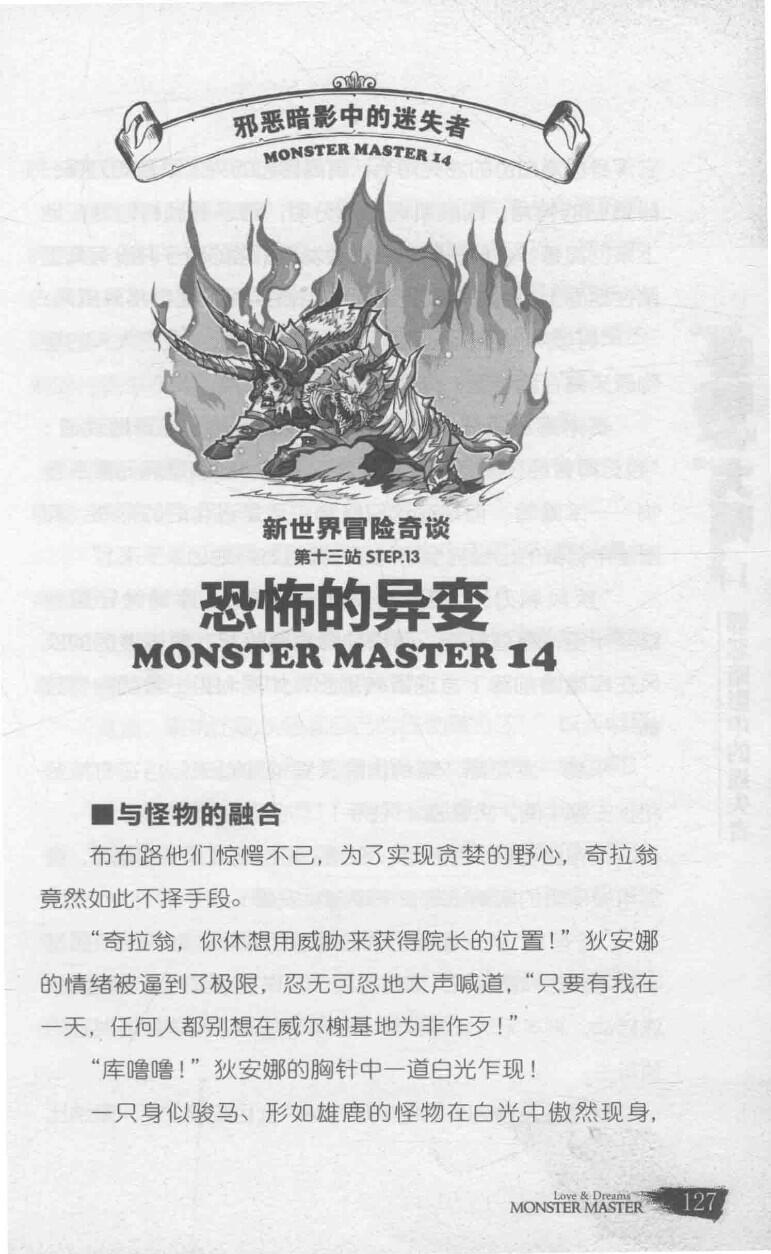 邪恶暗影中的迷失者
MONSTER MASTER 14
新世界冒险奇谈
第十三站 STEP.13
恐怖的异变
MONSTER MASTER 14
■与怪物的融合
布布路他们惊愕不已，为了实现贪婪的野心，奇拉翁
竟然如此不择手段。
“奇拉翁，你休想用威胁来获得院长的位置！”狄安娜
的情绪被逼到了极限，忍无可忍地大声喊道，“只要有我在
一天，任何人都别想在威尔榭基地为非作歹！”
“库噜噜！”狄安娜的胸针中一道白光乍现！
一只身似骏马、形如雄鹿的怪物在白光中傲然现身，
Love & Dreams
MONSTER MASTER 127